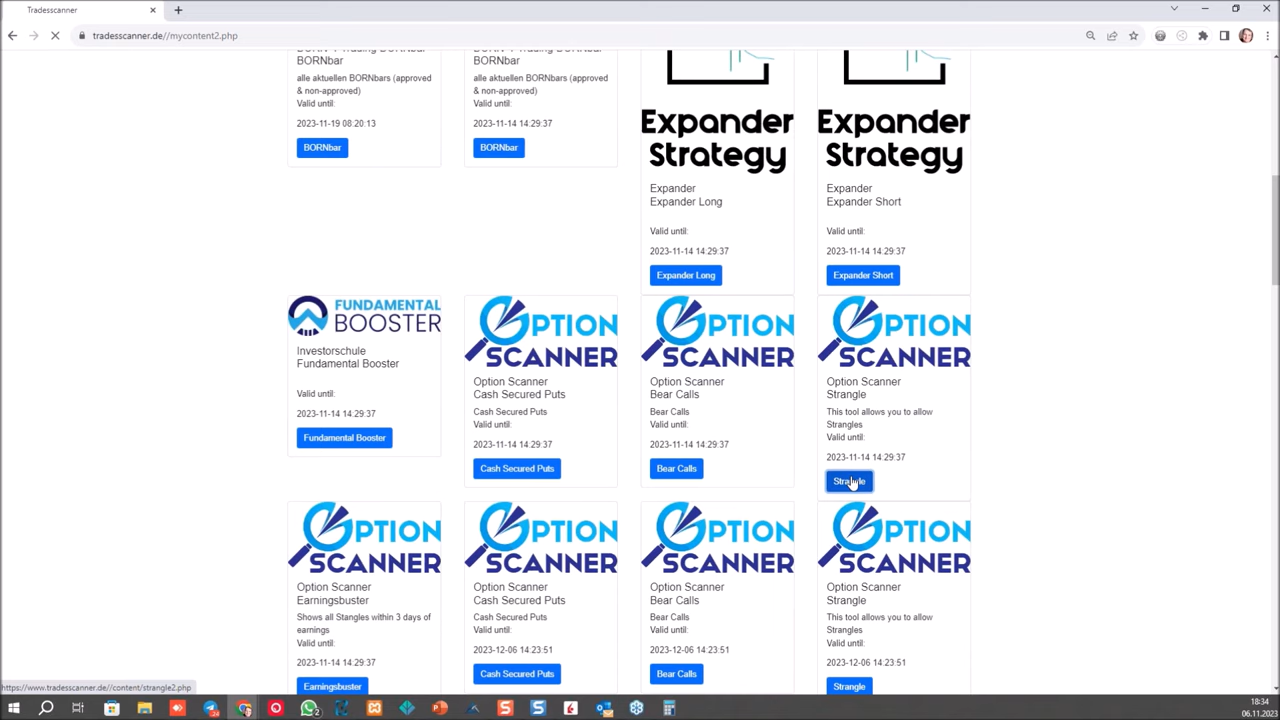 Tradesscanner
tradesscanner.de//mycontent2.php
BORNbar
alle aktuellen BORNbars (approved
& non-approved)
Valid until:
2023-11-19 08:20:13
BORNbar
BORNbar
alle aktuellen BORNbars (approved
& non-approved)
Valid until:
2023-11-14 14:29:37
BORNbar
Expander
Strategy
Expander
Expander Long
Valid until:
2023-11-14 14:29:37
Expander Long
Expander
Strategy
Expander
Expander Short
Valid until:
2023-11-14 14:29:37
Expander Short
FUNDAMENTAL
BOOSTER
Investorschule
Fundamental Booster
Valid until:
2023-11-14 14:29:37
Fundamental Booster
OPTION
SCANNER
Option Scanner
Cash Secured Puts
Cash Secured Puts
Valid until:
2023-11-14 14:29:37
Cash Secured Puts
OPTION
SCANNER
Option Scanner
Bear Calls
Bear Calls
Valid until:
2023-11-14 14:29:37
Bear Calls
OPTION
SCANNER
Option Scanner
Strangle
This tool allows you to allow
Strangles
Valid until:
2023-11-14 14:29:37
Strangle
OPTION
SCANNER
Option Scanner
Earningsbuster
Shows all Stangles within 3 days of
earnings
Valid until:
2023-11-14 14:29:37
Earningsbuster
OPTION
SCANNER
Option Scanner
Cash Secured Puts
Cash Secured Puts
Valid until:
2023-12-06 14:23:51
Cash Secured Puts
OPTION
SCANNER
Option Scanner
Bear Calls
Bear Calls
Valid until:
2023-12-06 14:23:51
Bear Calls
OPTION
SCANNER
Option Scanner
Strangle
This tool allows you to allow
Strangles
Valid until:
2023-12-06 14:23:51
Strangle
https://www.tradesscanner.de//content/strangle2.php
18:34
06.11.2023